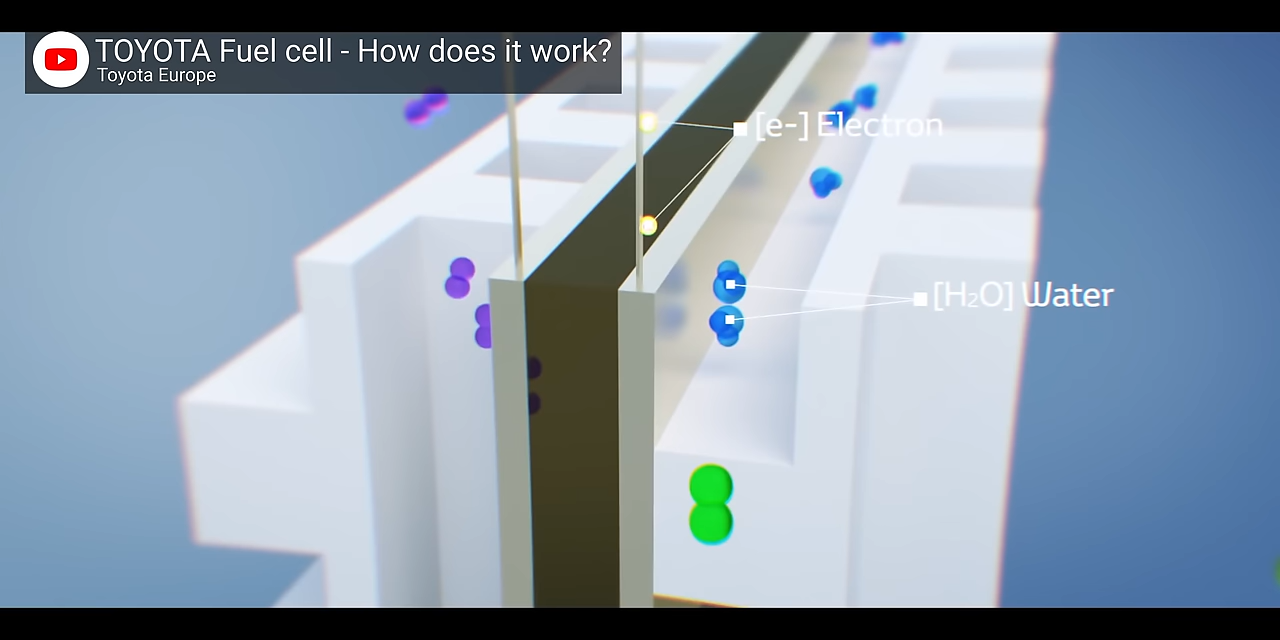 TOYOTA Fuel cell - How does it work?
Toyota Europe
[e-] Electron
[H₂O] Water